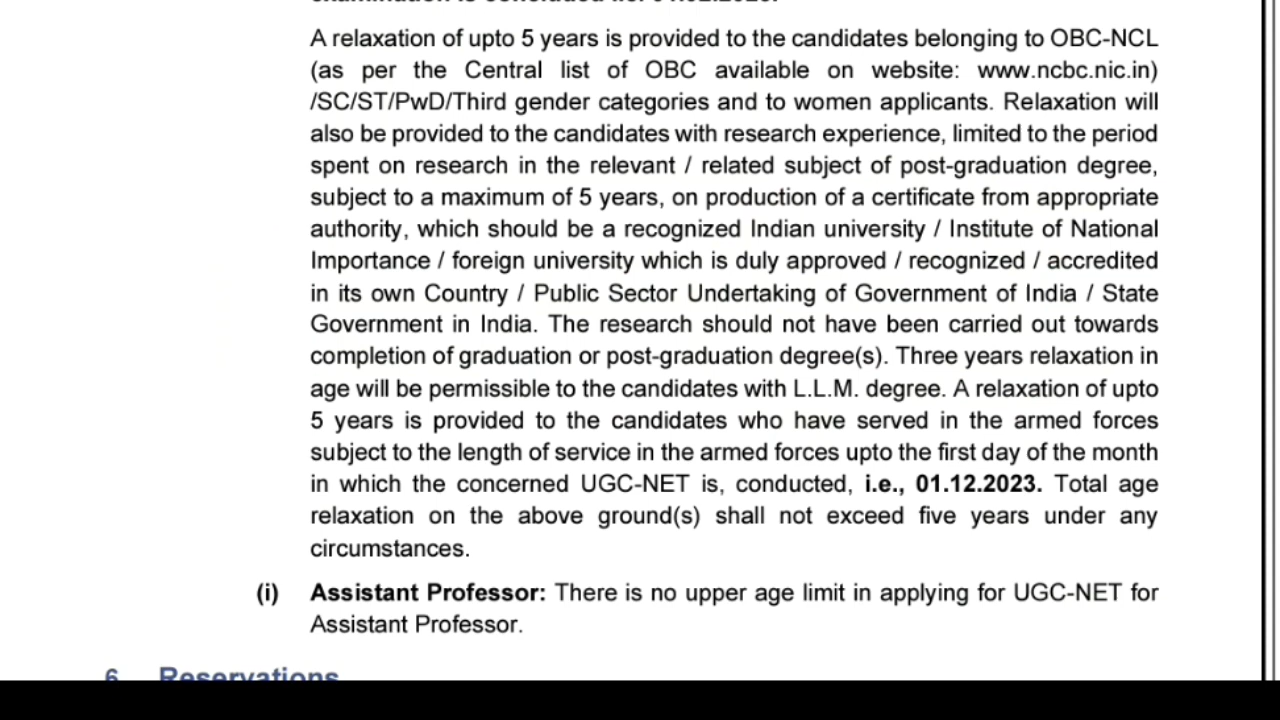 A relaxation of upto 5 years is provided to the candidates belonging to OBC-NCL
(as per the Central list of OBC available on website: www.ncbc.nic.in)
/SC/ST/PwD/Third gender categories and to women applicants. Relaxation will
also be provided to the candidates with research experience, limited to the period
spent on research in the relevant / related subject of post-graduation degree,
subject to a maximum of 5 years, on production of a certificate from appropriate
authority, which should be a recognized Indian university / Institute of National
Importance / foreign university which is duly approved / recognized / accredited
in its own Country / Public Sector Undertaking of Government of India / State
Government in India. The research should not have been carried out towards
completion of graduation or post-graduation degree(s). Three years relaxation in
age will be permissible to the candidates with L.L.M. degree. A relaxation of upto
5 years is provided to the candidates who have served in the armed forces
subject to the length of service in the armed forces upto the first day of the month
in which the concerned UGC-NET is, conducted, i.e., 01.12.2023. Total age
relaxation on the above ground(s) shall not exceed five years under any
circumstances.
(i) Assistant Professor: There is no upper age limit in applying for UGC-NET for
Assistant Professor.
6 Reservations